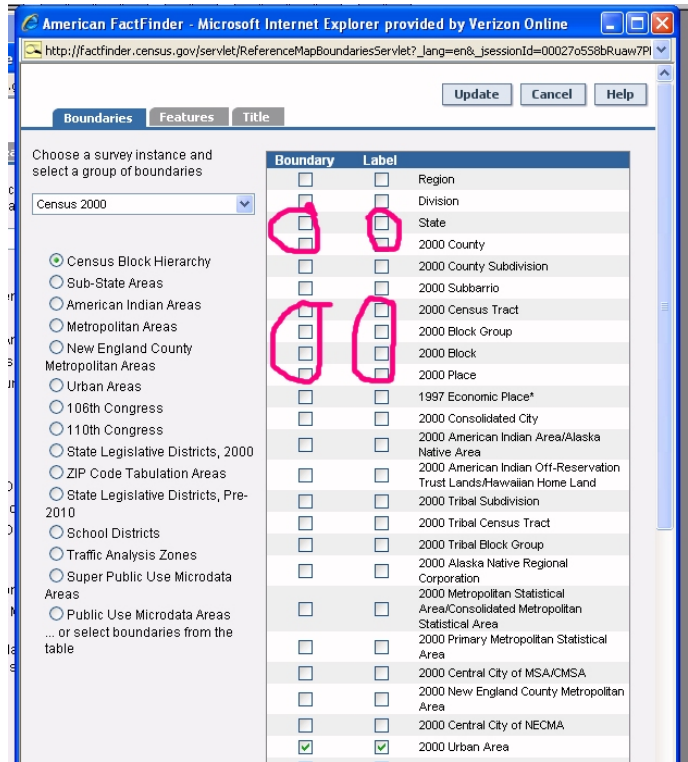 American FactFinder - Microsoft Internet Explorer provided by Verizon Online
http://factfinder.census.gov/servlet/ReferenceMapBoundariesServlet?_lang=en&_jsessionId=00027o5S8bRuaw7Pl
Update Cancel Help
Boundaries Features Title
Choose a survey instance and
select a group of boundaries
Census 2000
Census Block Hierarchy
Sub-State Areas
American Indian Areas
Metropolitan Areas
New England County
Metropolitan Areas
Urban Areas
106th Congress
110th Congress
State Legislative Districts, 2000
ZIP Code Tabulation Areas
State Legislative Districts, Pre-
2010
School Districts
Traffic Analysis Zones
Super Public Use Microdata
Areas
Public Use Microdata Areas
... or select boundaries from the
table
Boundary Label
Region
Division
State
2000 County
2000 County Subdivision
2000 Subbarrio
2000 Census Tract
2000 Block Group
2000 Block
2000 Place
1997 Economic Place*
2000 Consolidated City
2000 American Indian Area/Alaska
Native Area
2000 American Indian Off-Reservation
Trust Lands/Hawaiian Home Land
2000 Tribal Subdivision
2000 Tribal Census Tract
2000 Tribal Block Group
2000 Alaska Native Regional
Corporation
2000 Metropolitan Statistical
Area/Consolidated Metropolitan
Statistical Area
2000 Primary Metropolitan Statistical
Area
2000 Central City of MSA/CMSA
2000 New England County Metropolitan
Area
2000 Central City of NECMA
2000 Urban Area